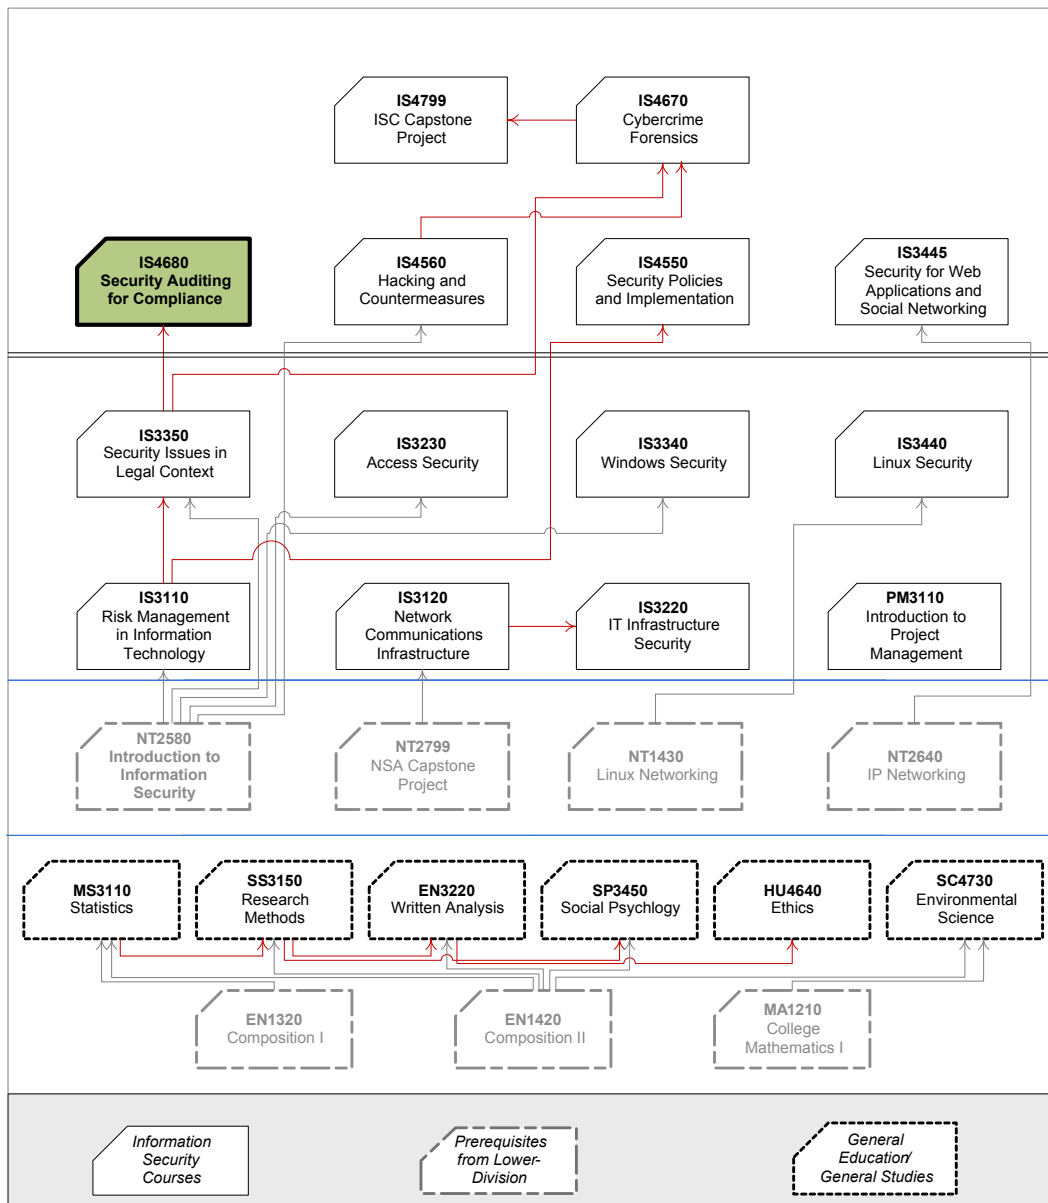 IS4799
ISC Capstone
Project
IS4670
Cybercrime
Forensics
IS4680
Security Auditing
for Compliance
IS4560
Hacking and
Countermeasures
IS4550
Security Policies
and Implementation
IS3445
Security for Web
Applications and
Social Networking
IS3350
Security Issues in
Legal Context
IS3230
Access Security
IS3340
Windows Security
IS3440
Linux Security
IS3110
Risk Management
in Information
Technology
IS3120
Network
Communications
Infrastructure
IS3220
IT Infrastructure
Security
PM3110
Introduction to
Project
Management
NT2580
Introduction to
Information
Security
NT2799
NSA Capstone
Project
NT1430
Linux Networking
NT2640
IP Networking
MS3110
Statistics
SS3150
Research
Methods
EN3220
Written Analysis
SP3450
Social Psychlogy
HU4640
Ethics
SC4730
Environmental
Science
EN1320
Composition I
EN1420
Composition II
MA1210
College
Mathematics I
Information
Security
Courses
Prerequisites
from Lower-
Division
General
Education/
General Studies